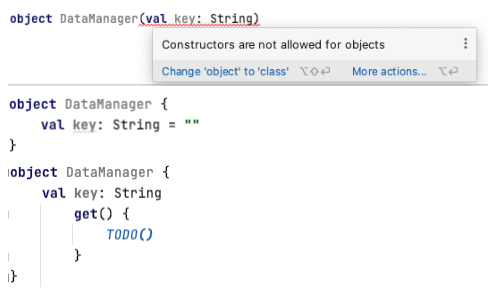 object DataManager(val key: String)
Constructors are not allowed for objects
Change 'object' to 'class' ⌥⇧⏎ More actions... ⌥⏎
object DataManager {
val key: String = ""
}
object DataManager {
val key: String
get() {
TODO()
}
}